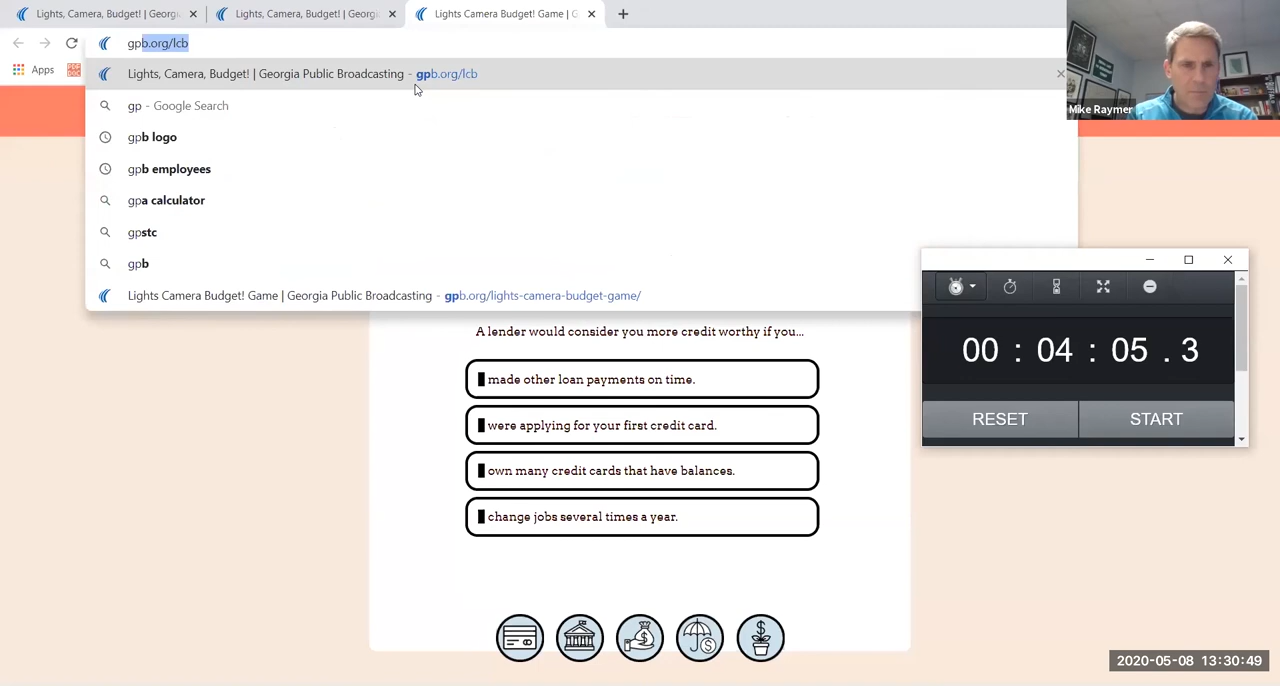 Lights, Camera, Budget! | Georgi
Lights, Camera, Budget! | Georgi
Lights Camera Budget! Game | G
gpb.org/lcb
Apps
Lights, Camera, Budget! | Georgia Public Broadcasting - gpb.org/lcb
Mike Raymer
gp - Google Search
gpb logo
gpb employees
gpa calculator
gpstc
gpb
Lights Camera Budget! Game | Georgia Public Broadcasting - gpb.org/lights-camera-budget-game/
A lender would consider you more credit worthy if you...
made other loan payments on time.
were applying for your first credit card.
own many credit cards that have balances.
change jobs several times a year.
00 : 04 : 05 . 3
RESET START
2020-05-08 13:30:49